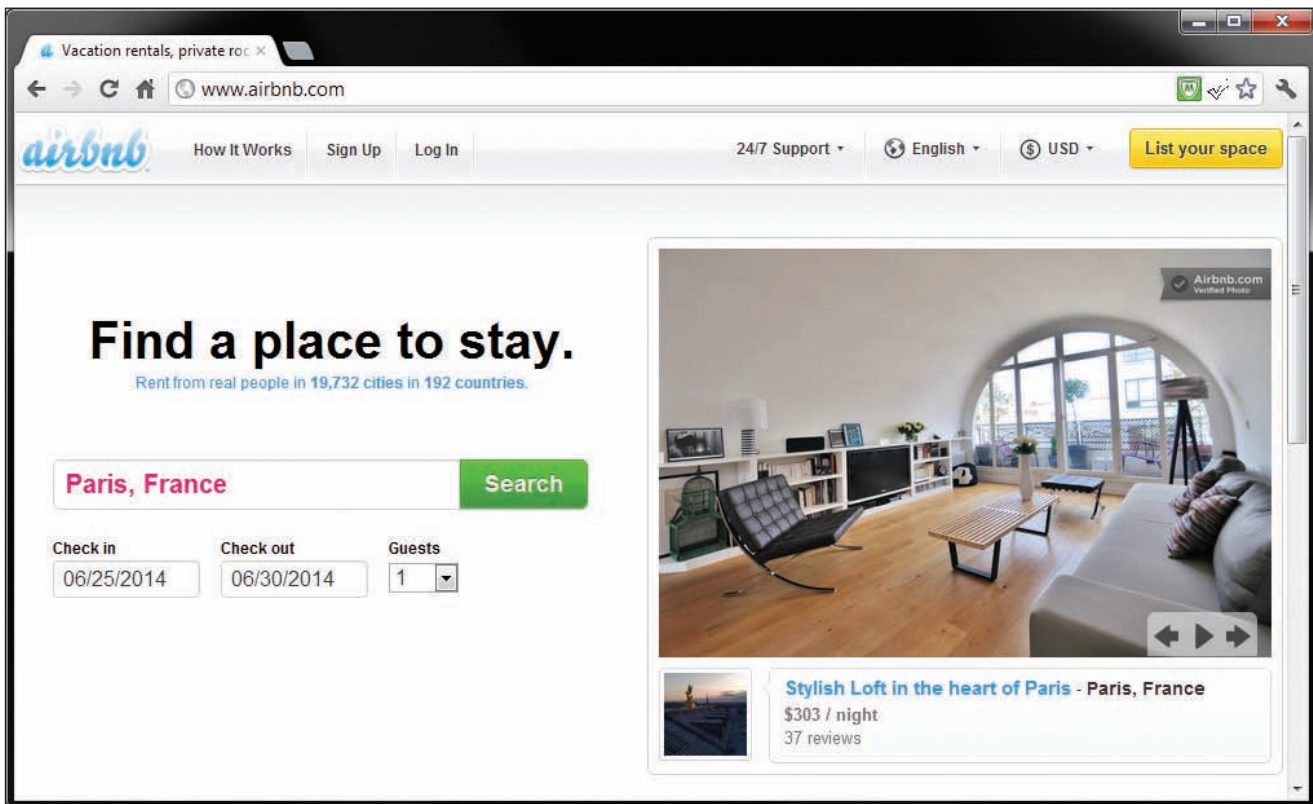 Vacation rentals, private roc
www.airbnb.com
airbnb
How It Works
Sign Up
Log In
24/7 Support
English
$ USD
List your space
Find a place to stay.
Rent from real people in 19,732 cities in 192 countries.
Paris, France
Search
Check in
Check out
Guests
06/25/2014
06/30/2014
1
Airbnb.com
Verified Photo
Stylish Loft in the heart of Paris - Paris, France
$303 / night
37 reviews